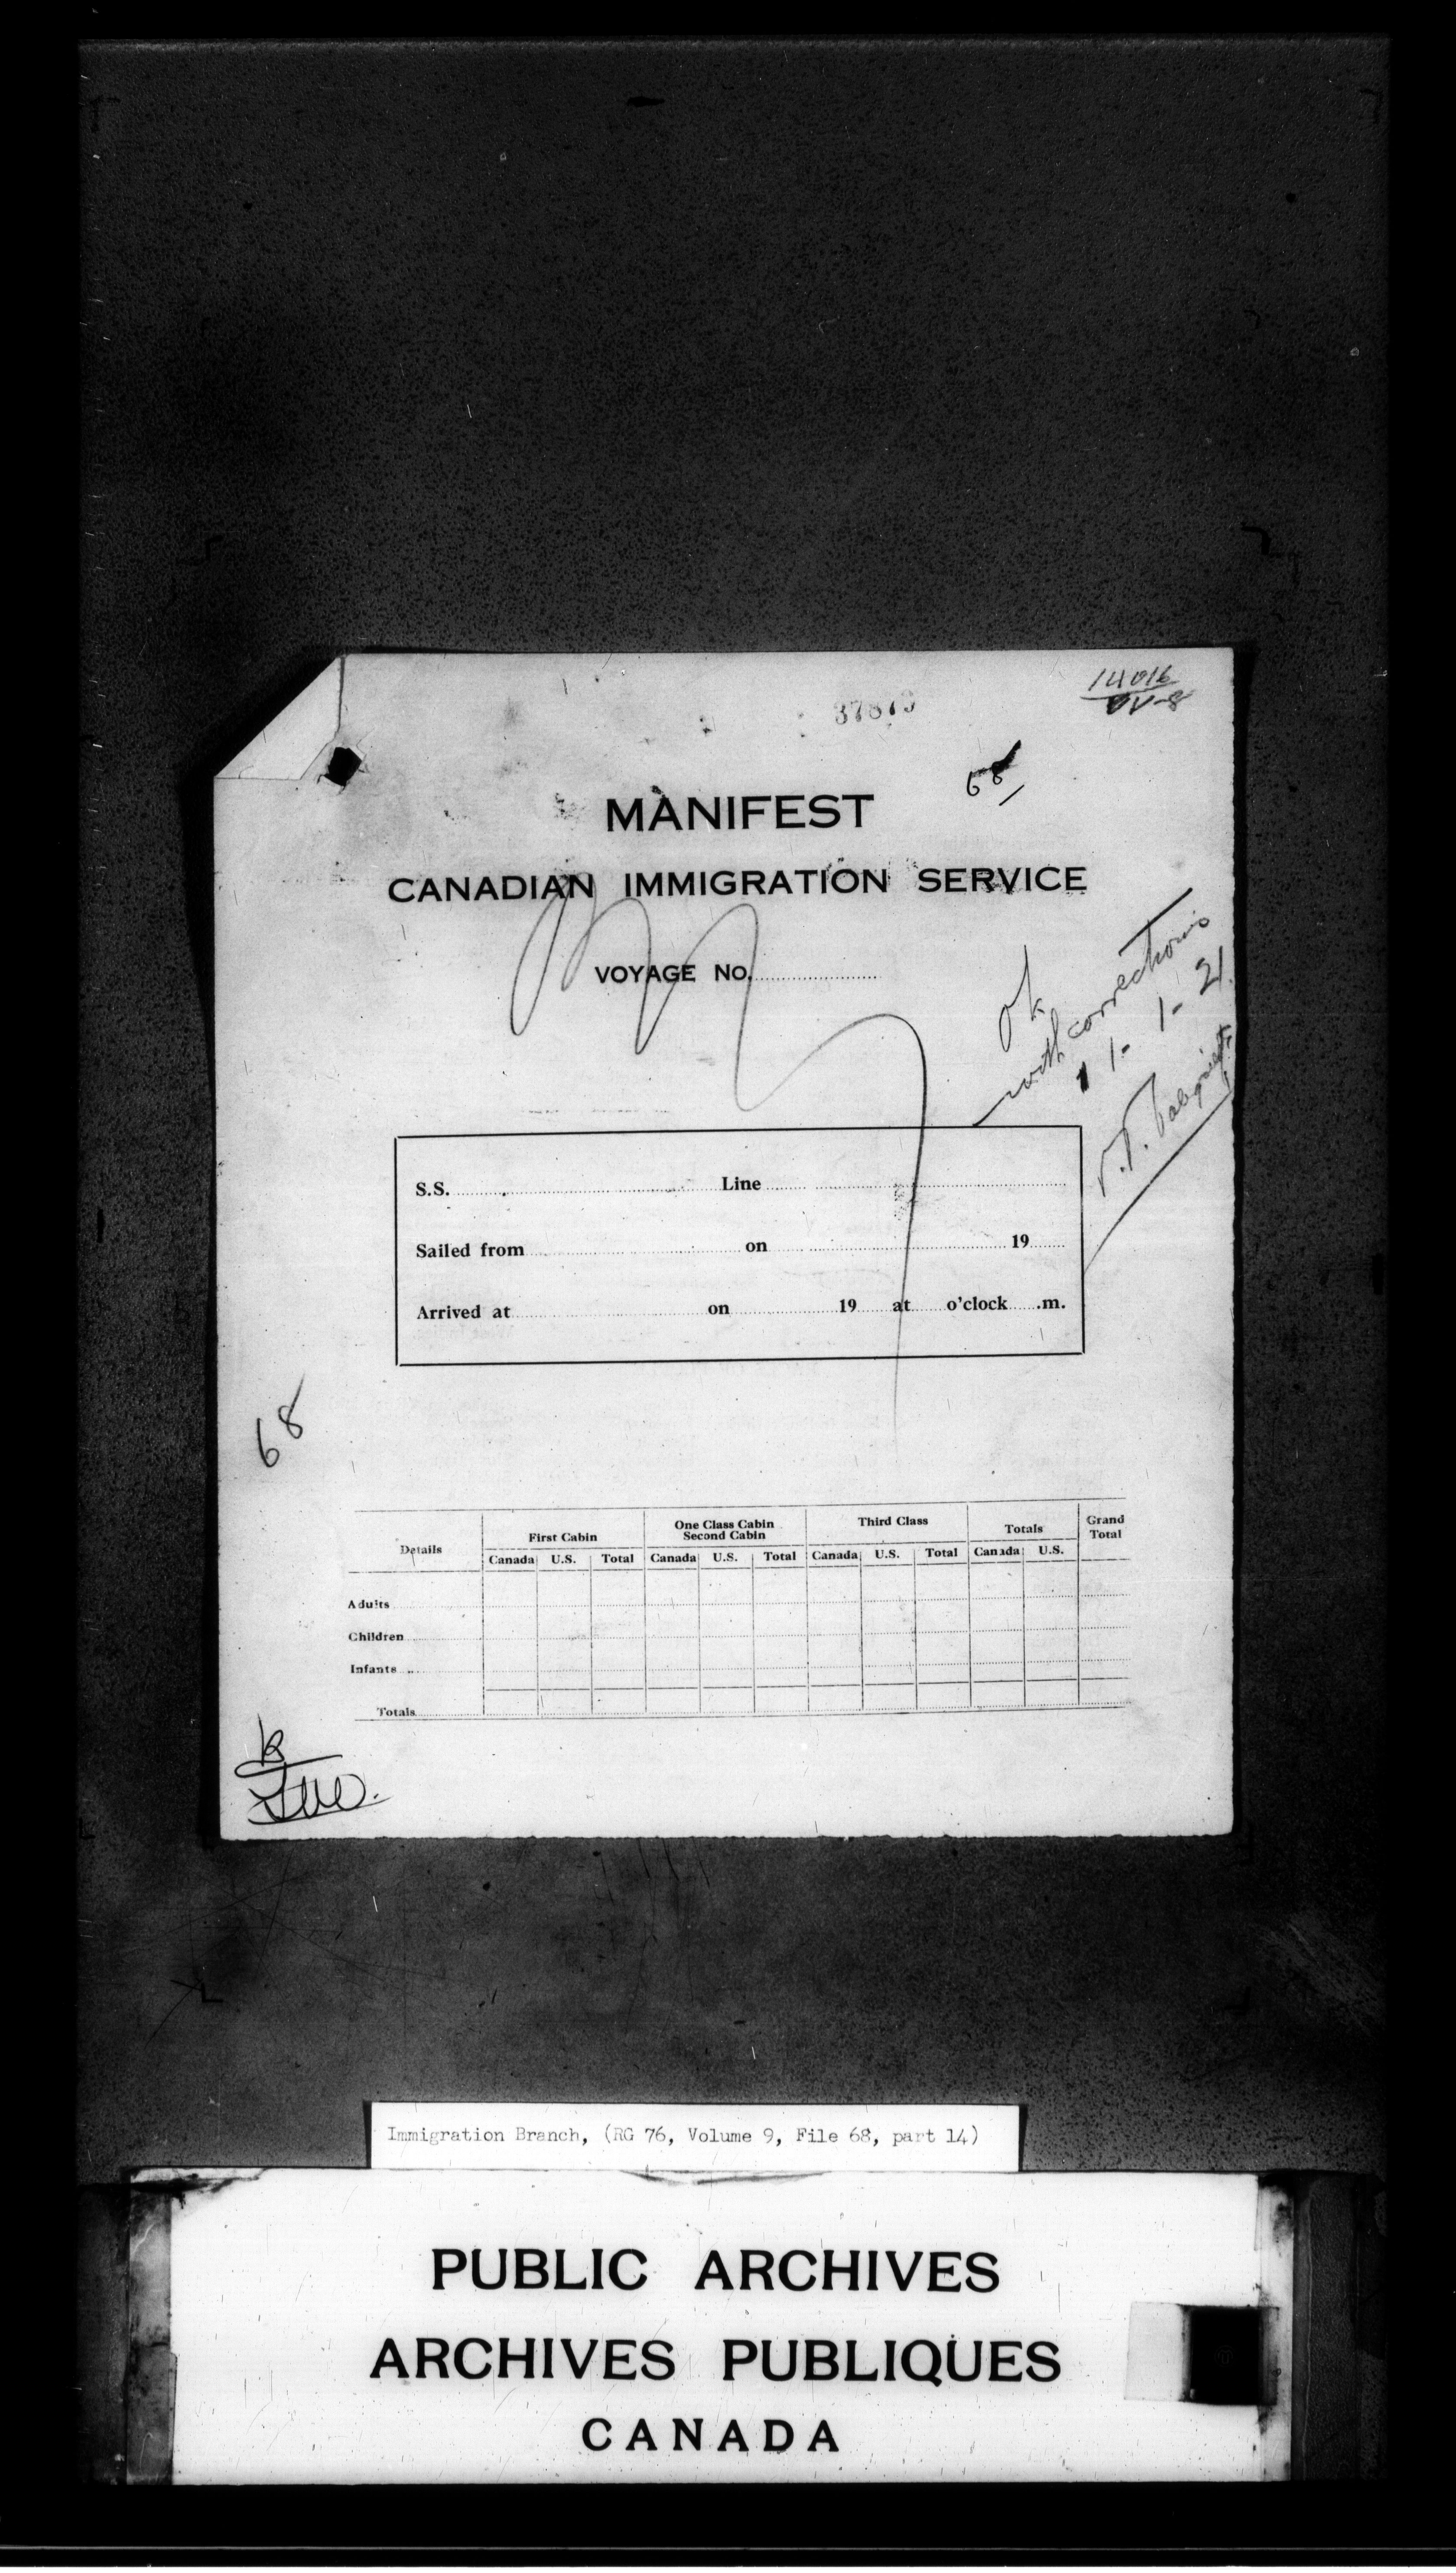 14016
68
MANIFEST
CANADIAN IMMIGRATION SERVICE
VOYAGE NO.
ok
with corrections
11-1-21.
S.S. Line
Sailed from on 19
Arrived at on 19 at o'clock .m.
68
Details First Cabin One Class Cabin Second Cabin Third Class Totals Grand Total
Canada U.S. Total Canada U.S. Total Canada U.S. Total Canada U.S.
Adults
Children
Infants
Totals
Immigration Branch, (RG 76, Volume 9, File 68, part 14)
PUBLIC ARCHIVES
ARCHIVES PUBLIQUES
CANADA